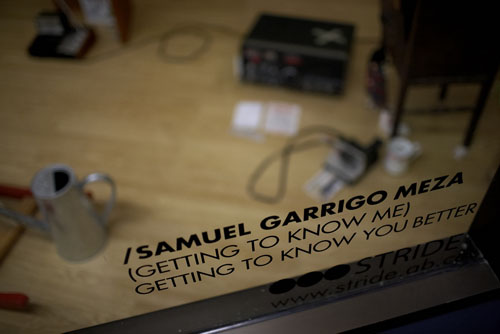 /SAMUEL GARRIGO MEZA
(GETTING TO KNOW ME)
GETTING TO KNOW YOU BETTER
STRIDE
www.stride.ab.ca